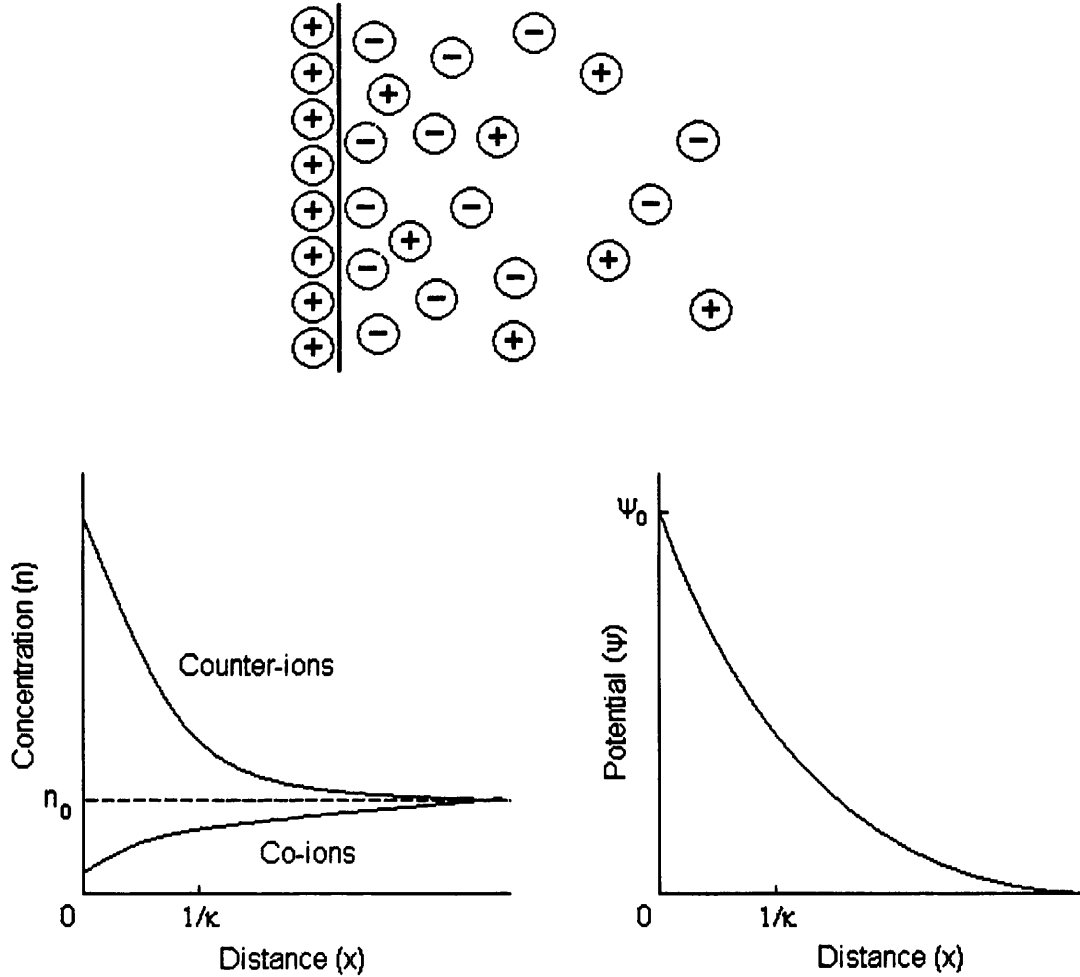 Concentration (n)
Counter-ions
n₀
Co-ions
0
1/κ
Distance (x)
Ψ₀
Potential (Ψ)
0
1/κ
Distance (x)